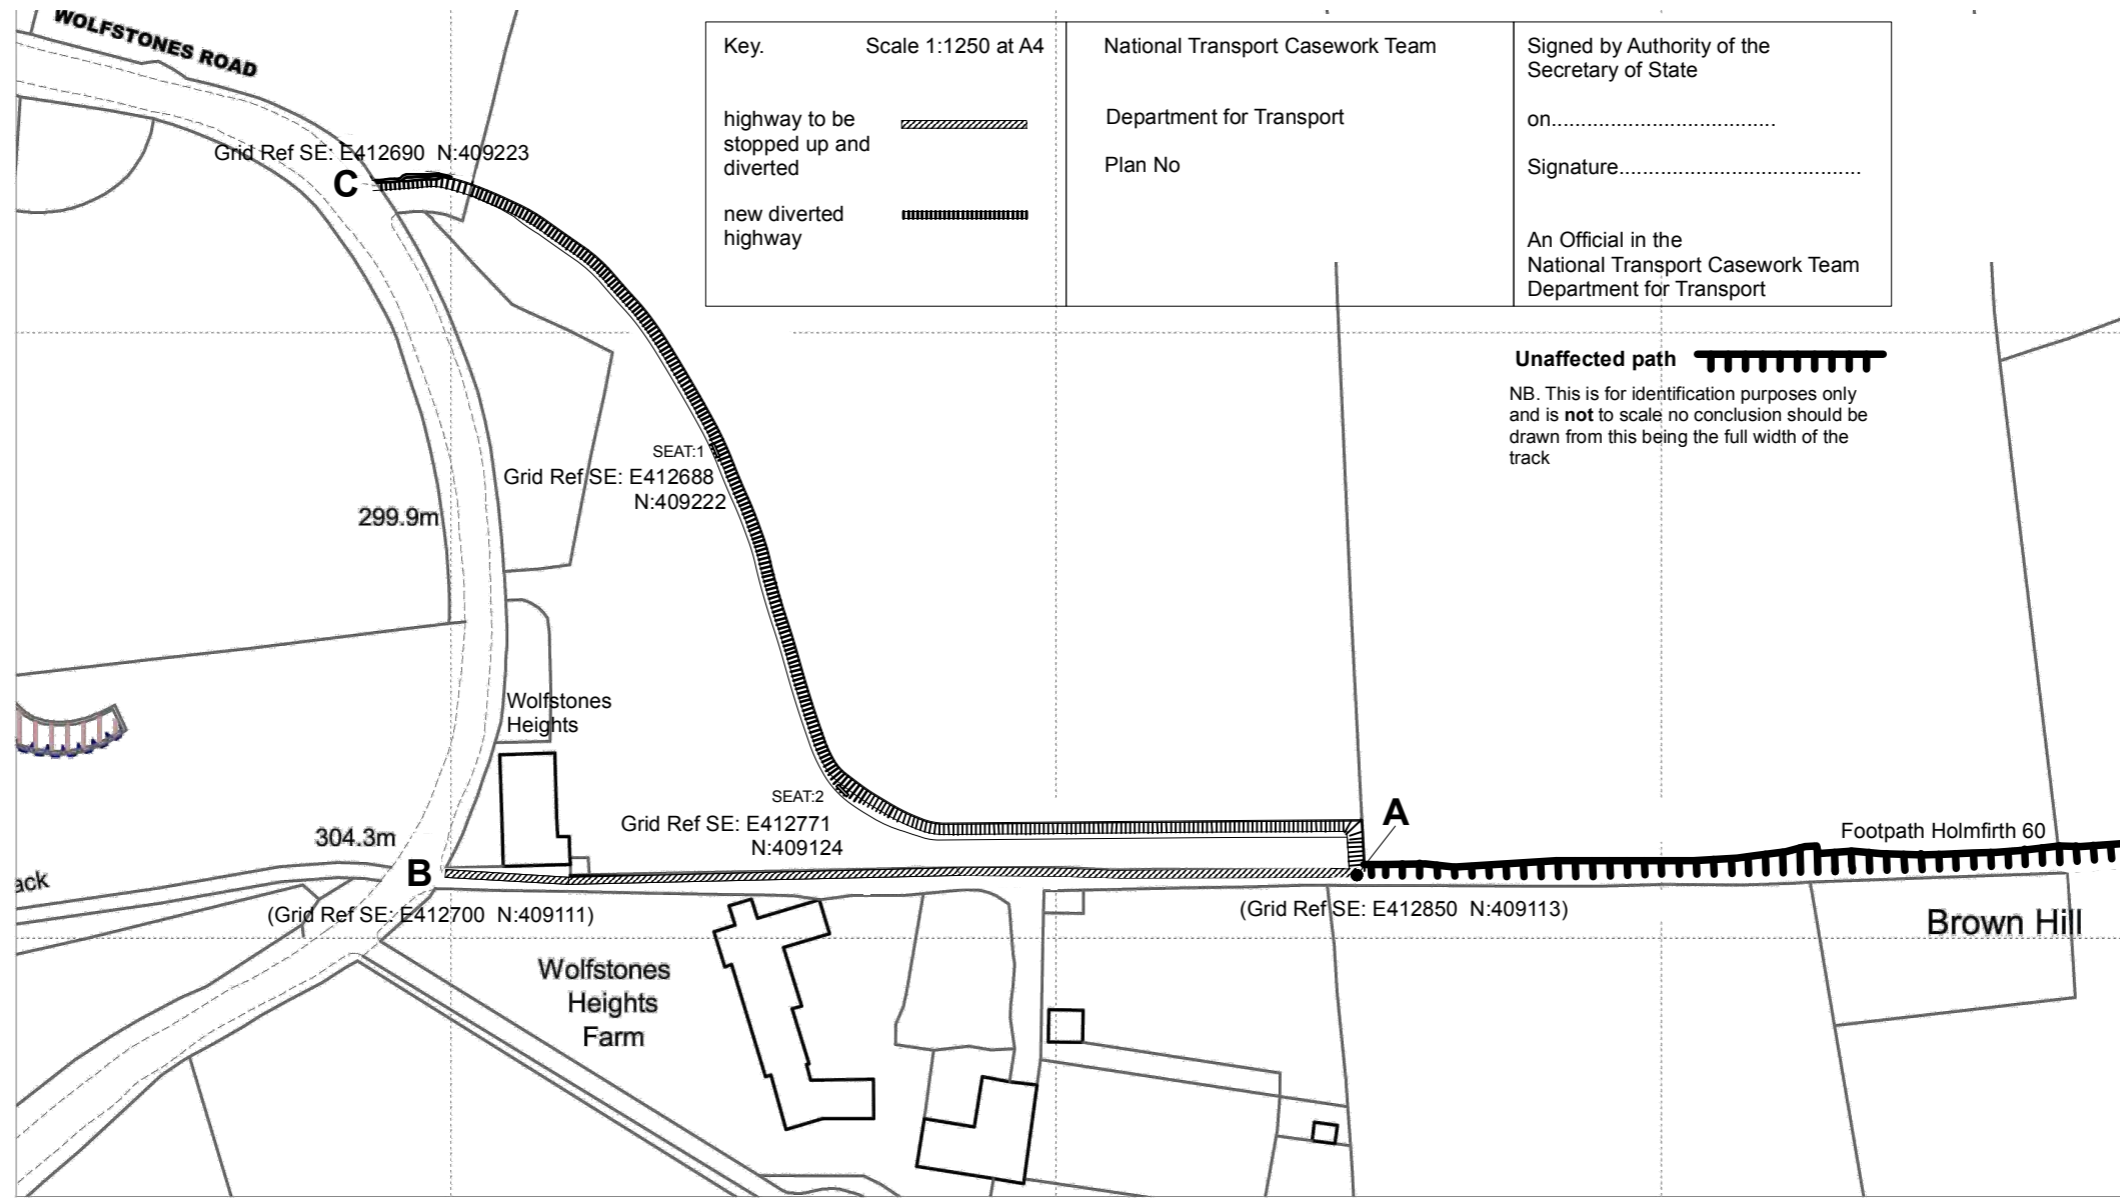 WOLFSTONES ROAD
Key. Scale 1:1250 at A4
highway to be
stopped up and
diverted
new diverted
highway
National Transport Casework Team
Department for Transport
Plan No
Signed by Authority of the
Secretary of State
on......................................
Signature.........................................
An Official in the
National Transport Casework Team
Department for Transport
Grid Ref SE: E412690 N:409223
C
Unaffected path
NB. This is for identification purposes only
and is not to scale no conclusion should be
drawn from this being the full width of the
track
SEAT:1
Grid Ref SE: E412688
N:409222
299.9m
Wolfstones
Heights
SEAT:2
Grid Ref SE: E412771
N:409124
304.3m
A
Footpath Holmfirth 60
B
ack
(Grid Ref SE: E412700 N:409111)
(Grid Ref SE: E412850 N:409113)
Brown Hill
Wolfstones
Heights
Farm